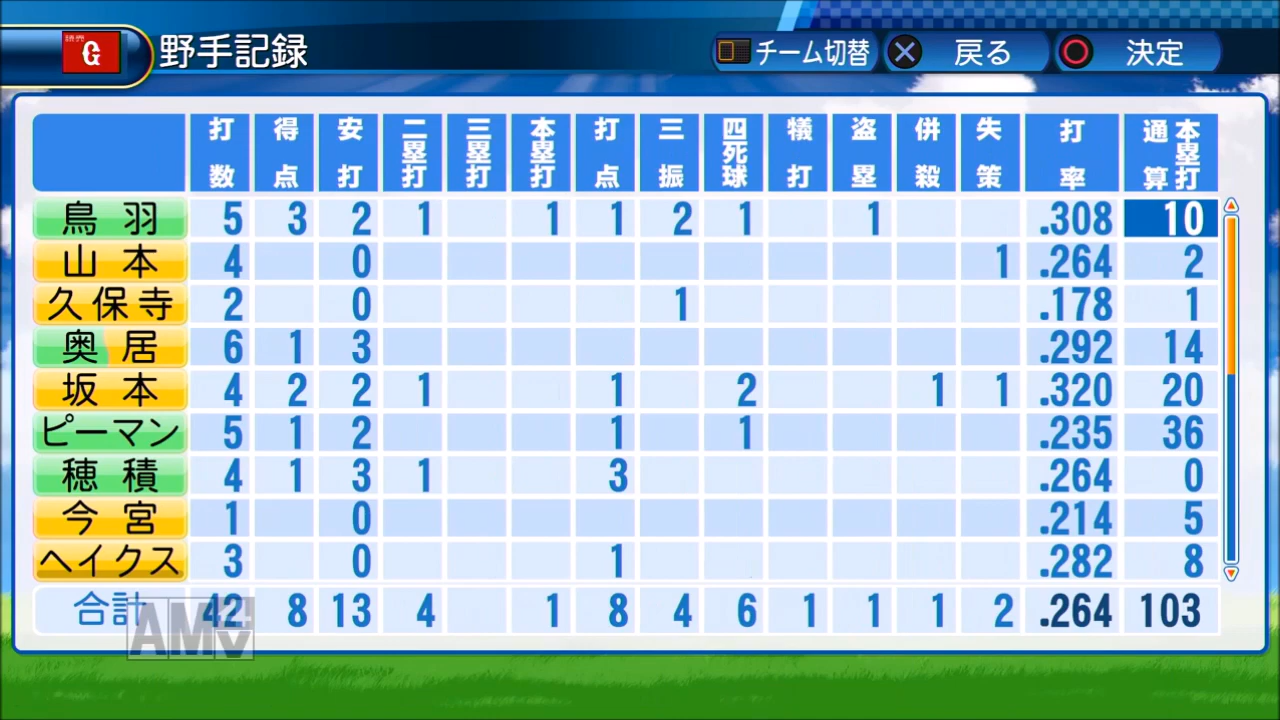 読売 G 野手記録 チーム切替 戻る 決定
打数 得点 安打 二塁打 三塁打 本塁打 打点 三振 四死球 犠打 盗塁 併殺 失策 打率 通算本塁打
鳥羽 5 3 2 1 1 1 2 1 1 .308 10
山本 4 0 1 .264 2
久保寺 2 0 1 .178 1
奥居 6 1 3 .292 14
坂本 4 2 2 1 1 2 1 1 .320 20
ピーマン 5 1 2 1 1 .235 36
穂積 4 1 3 1 3 .264 0
今宮 1 0 .214 5
ヘイクス 3 0 1 .282 8
合計 42 8 13 4 1 8 4 6 1 1 1 2 .264 103
AMV